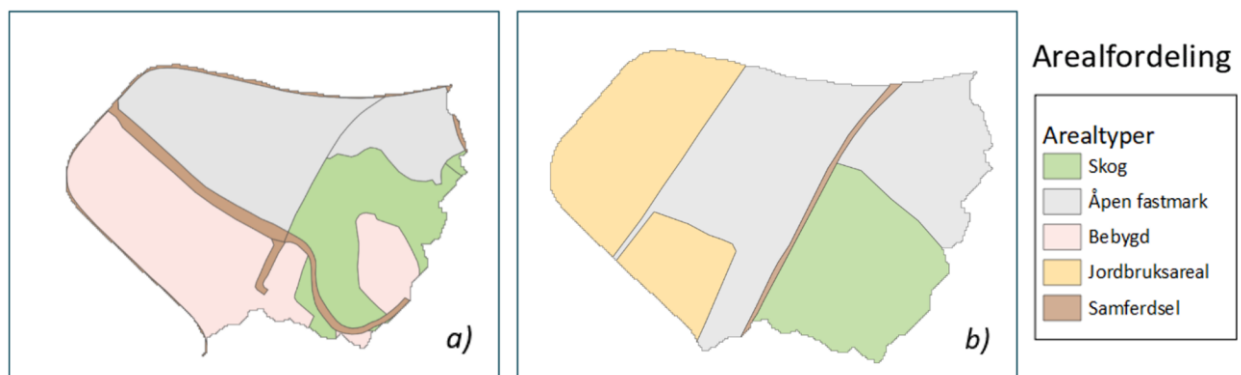 a)
b)
Arealfordeling
Arealtyper
Skog
Åpen fastmark
Bebygd
Jordbruksareal
Samferdsel